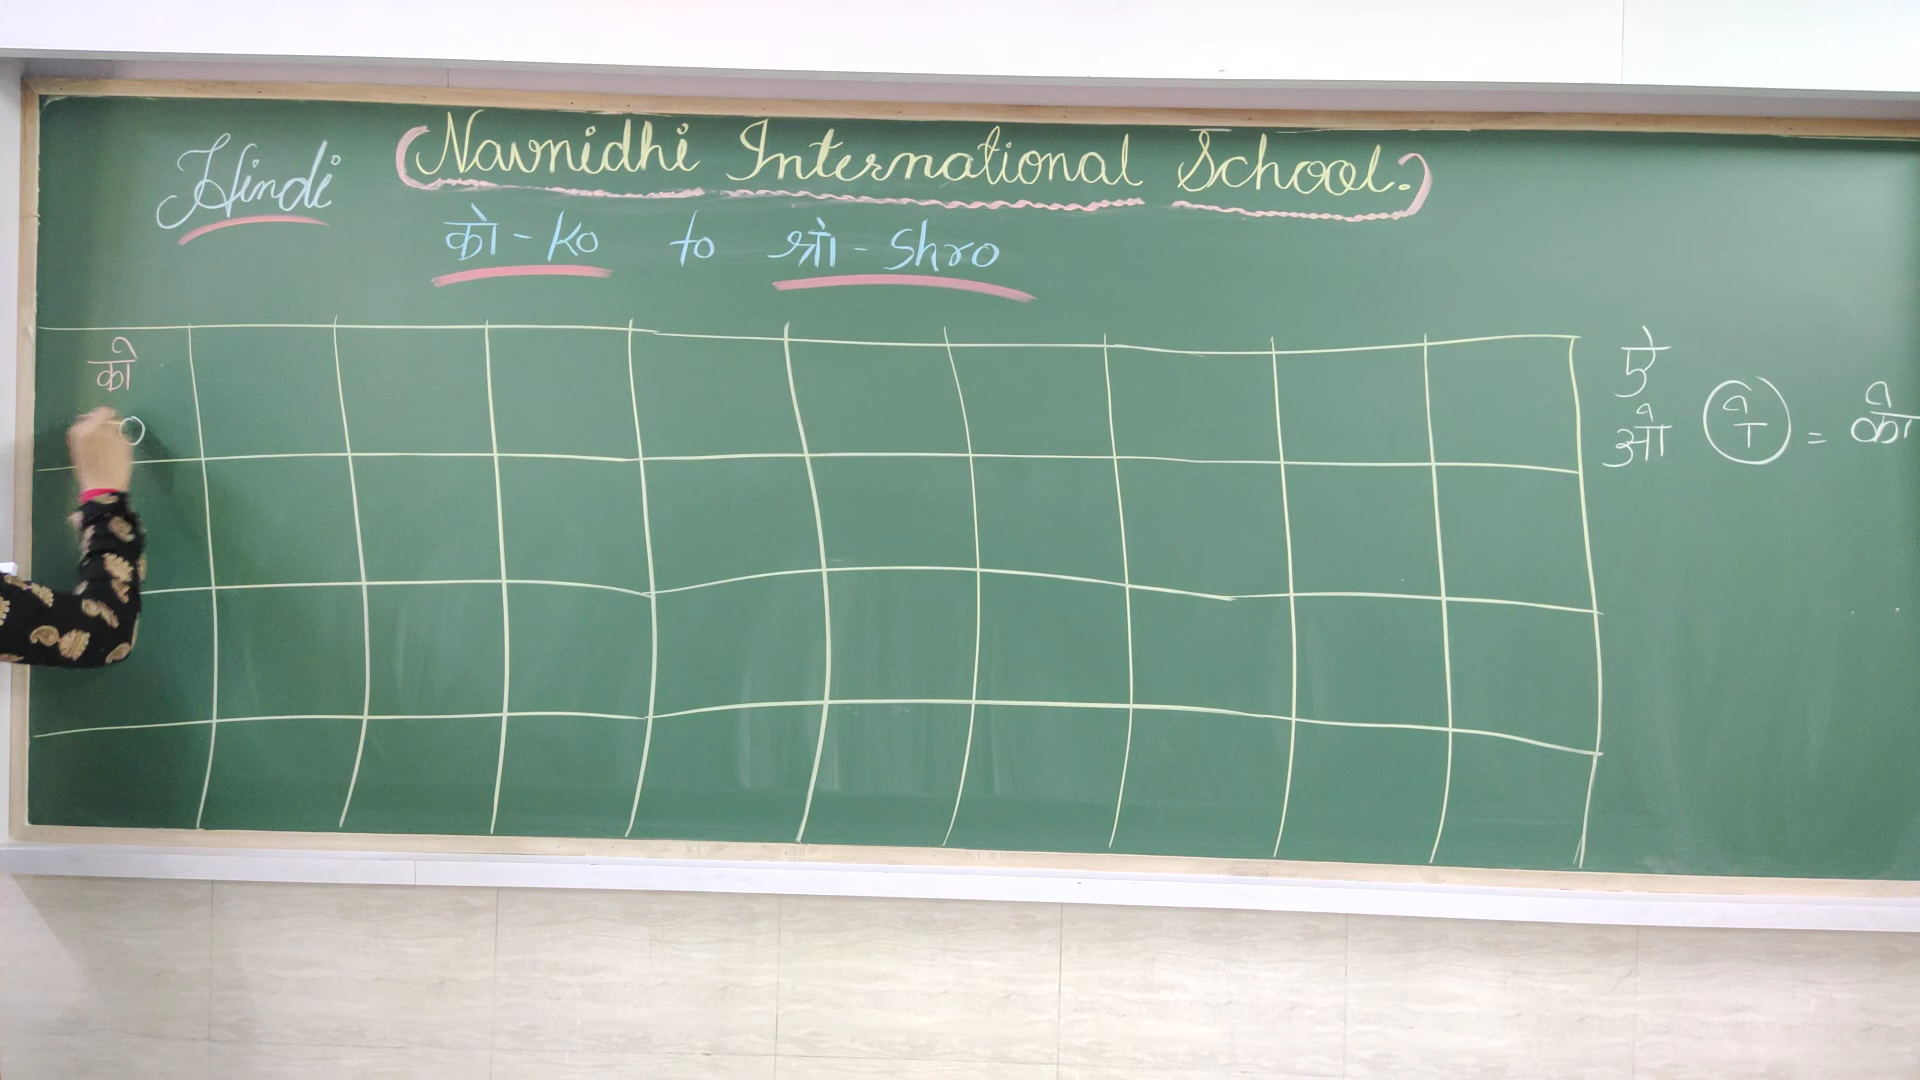 Hindi
(Navnidhi International School.)
को - ko to श्रो - Shro
को
o
ऐ
ओ ो = को